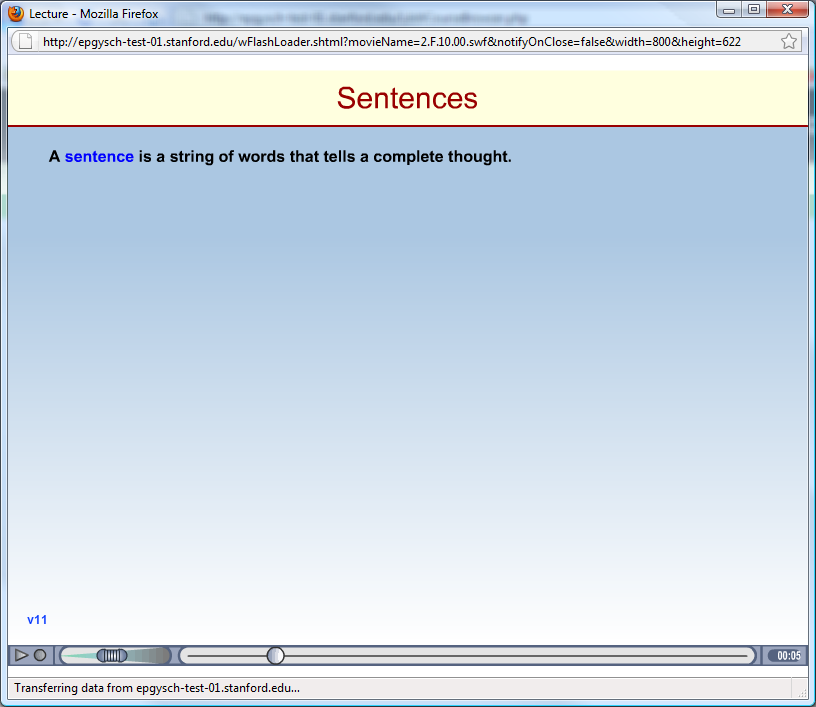 Lecture - Mozilla Firefox
http://epgysch-test-01.stanford.edu/wFlashLoader.shtml?movieName=2.F.10.00.swf&notifyOnClose=false&width=800&height=622
Sentences
A sentence is a string of words that tells a complete thought.
v11
00:05
Transferring data from epgysch-test-01.stanford.edu...